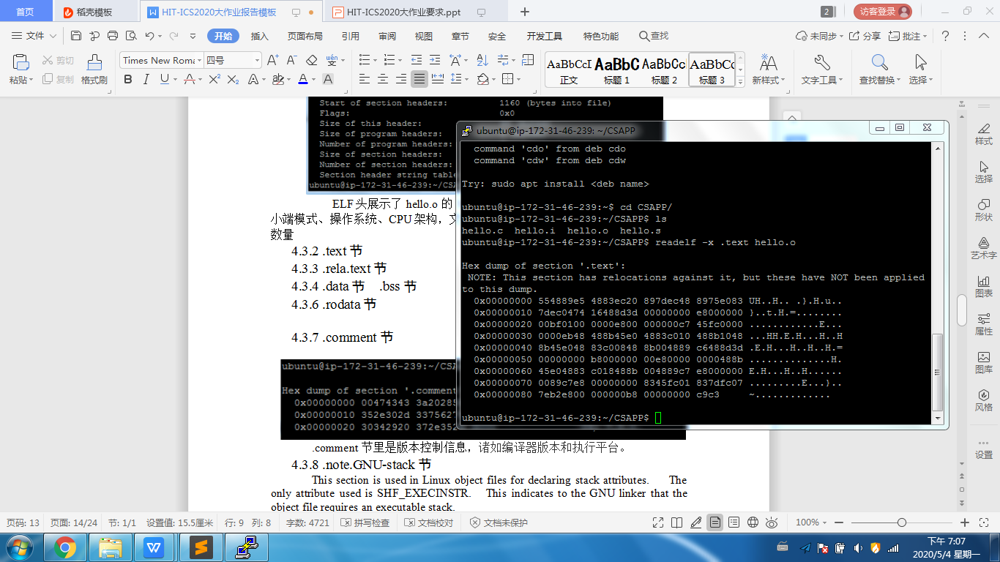 首页
稻壳模板
HIT-ICS2020大作业报告模板
HIT-ICS2020大作业要求.ppt
2
访客登录
文件
开始
插入
页面布局
引用
审阅
视图
章节
安全
开发工具
特色功能
查找
未同步
分享
批注
粘贴
剪切
复制
格式刷
Times New Roma
四号
AaBbCcI
正文
AaBbC
标题 1
AaBbCc
标题 2
AaBbCc
标题 3
新样式
文字工具
查找替换
选择
Start of section headers: 1160 (bytes into file)
Flags: 0x0
Size of this header:
Size of program headers:
Number of program headers:
Size of section headers:
Number of section headers:
Section header string table
ubuntu@ip-172-31-46-239:~/CSA
ELF 头展示了 hello.o 的
小端模式、操作系统、CPU 架构，
数量
4.3.2 .text 节
4.3.3 .rela.text 节
4.3.4 .data 节 .bss 节
4.3.6 .rodata 节
4.3.7 .comment 节
ubuntu@ip-172-31-46-239:~/CSA
Hex dump of section '.comment
0x00000000 00474343 3a20285
0x00000010 352e302d 3375627
0x00000020 30342920 372e352
.comment 节里是版本控制信息，诸如编译器版本和执行平台。
4.3.8 .note.GNU-stack 节
This section is used in Linux object files for declaring stack attributes. The
only attribute used is SHF_EXECINSTR. This indicates to the GNU linker that the
object file requires an executable stack.
ubuntu@ip-172-31-46-239: ~/CSAPP
command 'cdo' from deb cdo
command 'cdw' from deb cdw
Try: sudo apt install <deb name>
ubuntu@ip-172-31-46-239:~$ cd CSAPP/
ubuntu@ip-172-31-46-239:~/CSAPP$ ls
hello.c hello.i hello.o hello.s
ubuntu@ip-172-31-46-239:~/CSAPP$ readelf -x .text hello.o
Hex dump of section '.text':
NOTE: This section has relocations against it, but these have NOT been applied
to this dump.
0x00000000 554889e5 4883ec20 897dec48 8975e083 UH..H.. .}.H.u..
0x00000010 7dec0474 16488d3d 00000000 e8000000 }..t.H.=........
0x00000020 00bf0100 0000e800 000000c7 45fc0000 ............E...
0x00000030 0000eb48 488b45e0 4883c010 488b1048 ...HH.E.H...H..H
0x00000040 8b45e048 83c00848 8b004889 c6488d3d .E.H...H..H..H.=
0x00000050 00000000 b8000000 00e80000 0000488b ..............H.
0x00000060 45e04883 c018488b 004889c7 e8000000 E.H...H..H......
0x00000070 0089c7e8 00000000 8345fc01 837dfc07 .........E...}..
0x00000080 7eb2e800 000000b8 00000000 c9c3 ~.............
ubuntu@ip-172-31-46-239:~/CSAPP$
样式
选择
形状
艺术字
图表
属性
图库
风格
设置
页码: 13
页面: 14/24
节: 1/1
设置值: 15.5厘米
行: 9
列: 8
字数: 4721
拼写检查
文档校对
文档未保护
100%
下午 7:07
2020/5/4 星期一